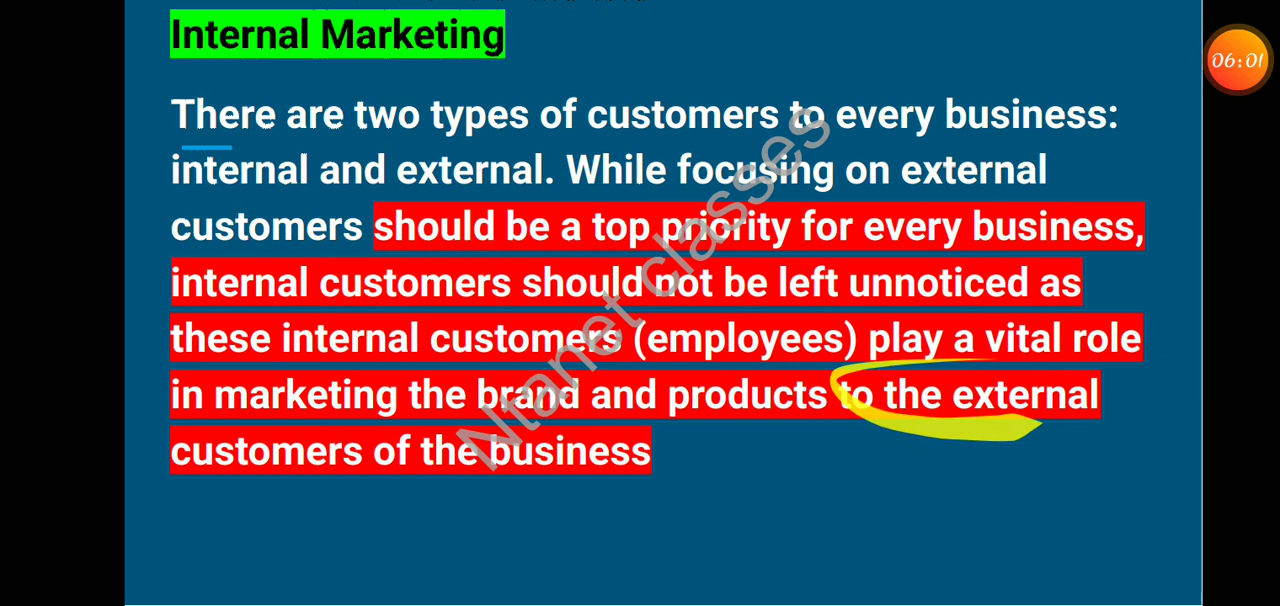 Internal Marketing
06:01
There are two types of customers to every business:
internal and external. While focusing on external
customers should be a top priority for every business,
internal customers should not be left unnoticed as
these internal customers (employees) play a vital role
in marketing the brand and products to the external
customers of the business
Ntanet classes